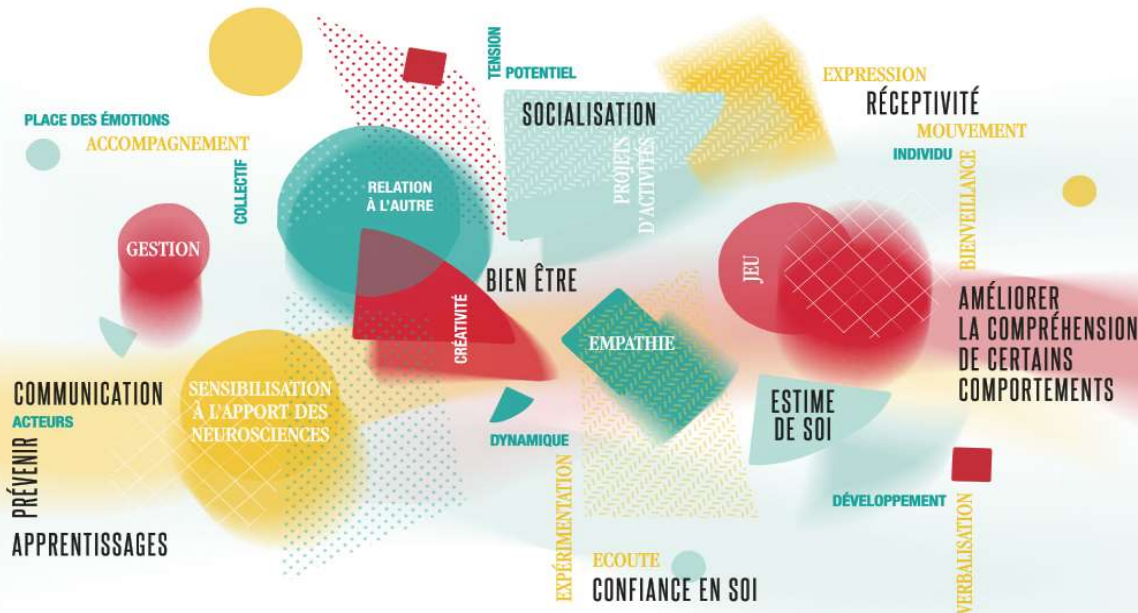 TENSION
POTENTIEL
SOCIALISATION
EXPRESSION
RÉCEPTIVITÉ
MOUVEMENT
INDIVIDU
BIENVEILLANCE
PLACE DES ÉMOTIONS
ACCOMPAGNEMENT
COLLECTIF
RELATION
À L'AUTRE
PROJETS
D'ACTIVITÉS
GESTION
BIEN ÊTRE
JEU
CRÉATIVITÉ
EMPATHIE
AMÉLIORER
LA COMPRÉHENSION
DE CERTAINS
COMPORTEMENTS
COMMUNICATION
ACTEURS
PRÉVENIR
APPRENTISSAGES
SENSIBILISATION
À L'APPORT DES
NEUROSCIENCES
DYNAMIQUE
ESTIME
DE SOI
EXPÉRIMENTATION
ECOUTE
CONFIANCE EN SOI
DÉVELOPPEMENT
VERBALISATION